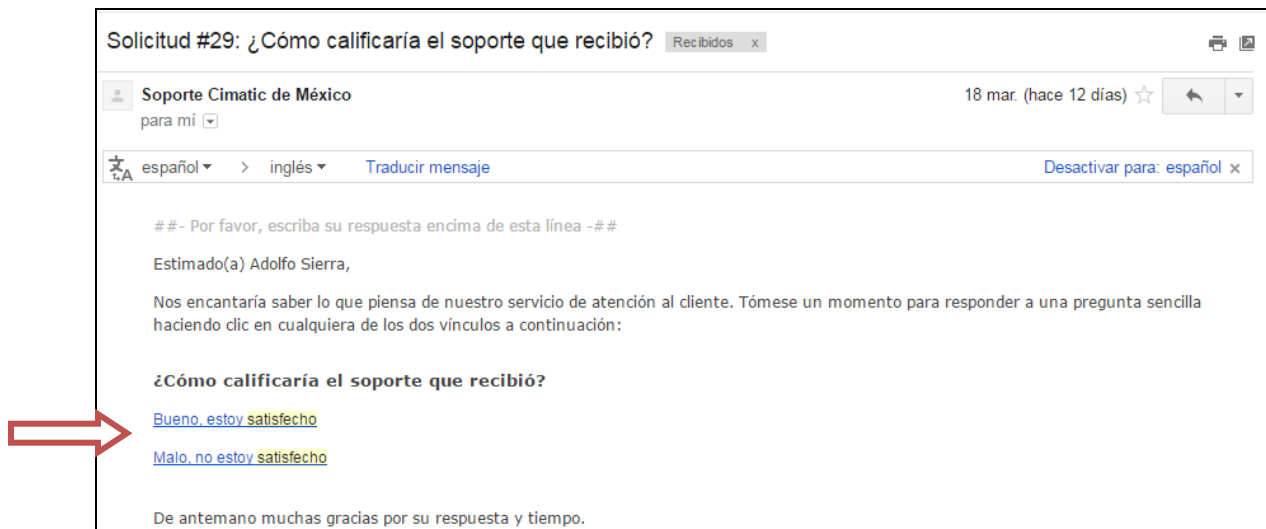 Solicitud #29: ¿Cómo calificaría el soporte que recibió? Recibidos x
Soporte Cimatic de México 18 mar. (hace 12 días)
para mí
español > inglés Traducir mensaje Desactivar para: español x
##- Por favor, escriba su respuesta encima de esta línea -##
Estimado(a) Adolfo Sierra,
Nos encantaría saber lo que piensa de nuestro servicio de atención al cliente. Tómese un momento para responder a una pregunta sencilla
haciendo clic en cualquiera de los dos vínculos a continuación:
¿Cómo calificaría el soporte que recibió?
Bueno, estoy satisfecho
Malo, no estoy satisfecho
De antemano muchas gracias por su respuesta y tiempo.